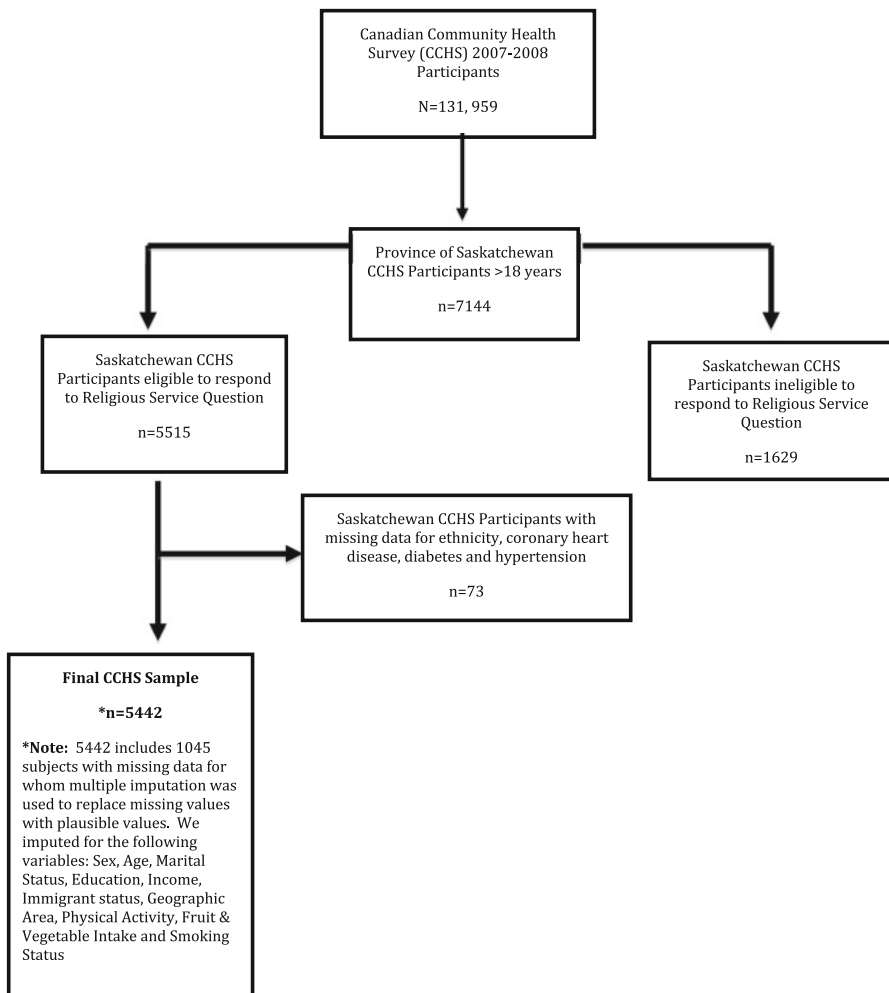 Canadian Community Health
Survey (CCHS) 2007-2008
Participants
N=131, 959
Province of Saskatchewan
CCHS Participants >18 years
n=7144
Saskatchewan CCHS
Participants eligible to respond
to Religious Service Question
n=5515
Saskatchewan CCHS
Participants ineligible to
respond to Religious Service
Question
n=1629
Saskatchewan CCHS Participants with
missing data for ethnicity, coronary heart
disease, diabetes and hypertension
n=73
Final CCHS Sample
*n=5442
*Note: 5442 includes 1045
subjects with missing data for
whom multiple imputation was
used to replace missing values
with plausible values. We
imputed for the following
variables: Sex, Age, Marital
Status, Education, Income,
Immigrant status, Geographic
Area, Physical Activity, Fruit &
Vegetable Intake and Smoking
Status